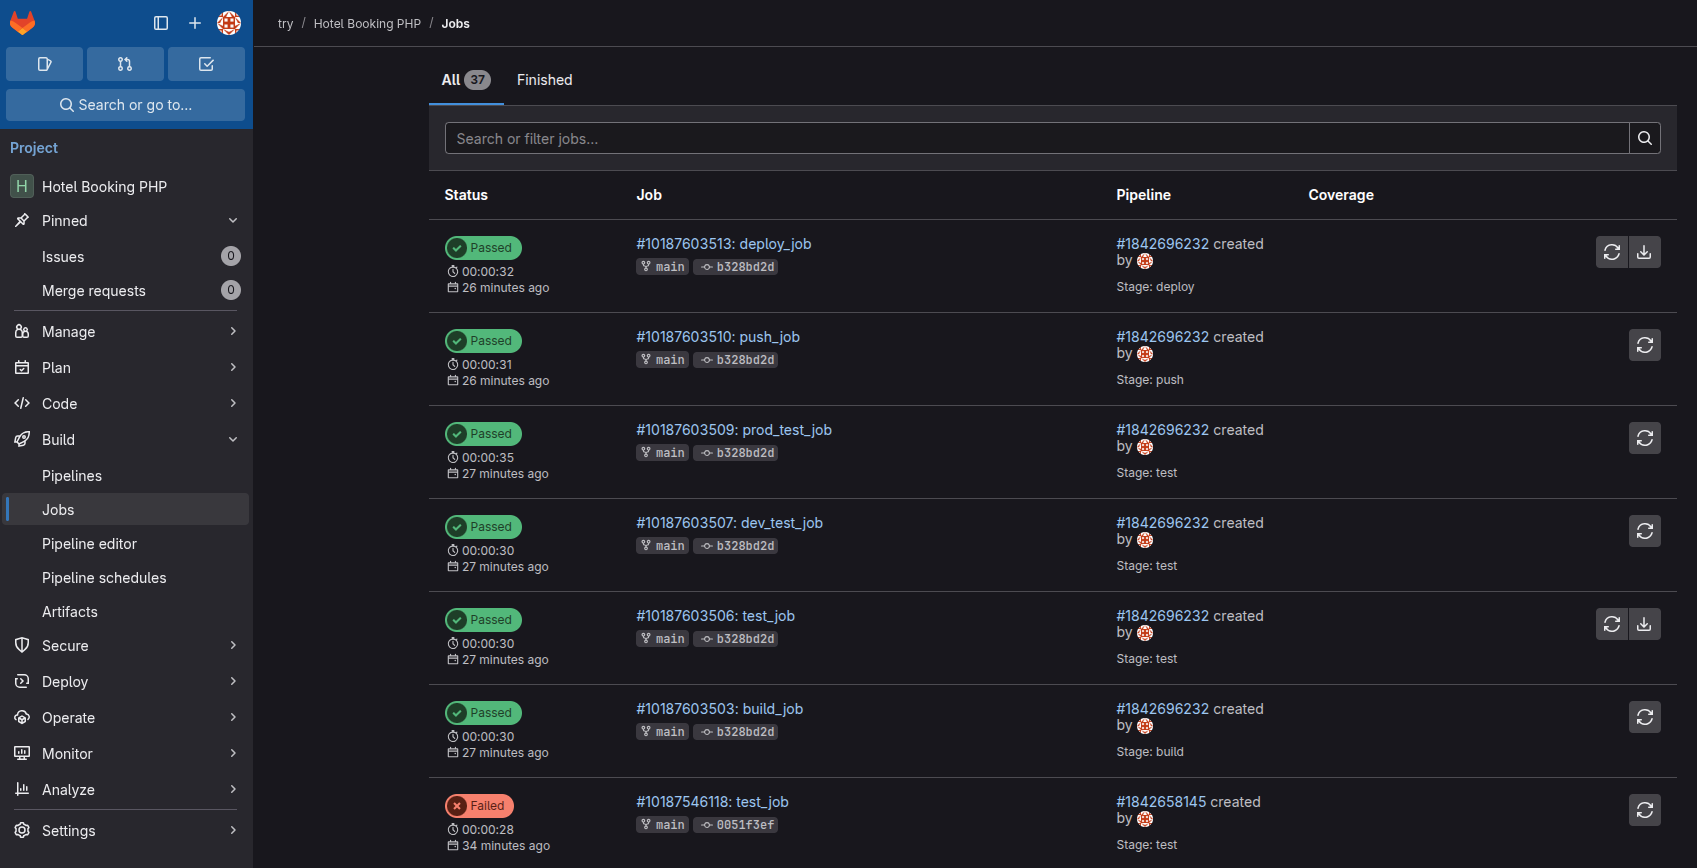 try / Hotel Booking PHP / Jobs
Search or go to...
Project
H Hotel Booking PHP
Pinned
Issues 0
Merge requests 0
Manage
Plan
Code
Build
Pipelines
Jobs
Pipeline editor
Pipeline schedules
Artifacts
Secure
Deploy
Operate
Monitor
Analyze
Settings
All 37 Finished
Search or filter jobs...
Status Job Pipeline Coverage
Passed #10187603513: deploy_job #1842696232 created
main b328bd2d by
00:00:32
26 minutes ago Stage: deploy
Passed #10187603510: push_job #1842696232 created
main b328bd2d by
00:00:31
26 minutes ago Stage: push
Passed #10187603509: prod_test_job #1842696232 created
main b328bd2d by
00:00:35
27 minutes ago Stage: test
Passed #10187603507: dev_test_job #1842696232 created
main b328bd2d by
00:00:30
27 minutes ago Stage: test
Passed #10187603506: test_job #1842696232 created
main b328bd2d by
00:00:30
27 minutes ago Stage: test
Passed #10187603503: build_job #1842696232 created
main b328bd2d by
00:00:30
27 minutes ago Stage: build
Failed #10187546118: test_job #1842658145 created
main 0051f3ef by
00:00:28
34 minutes ago Stage: test